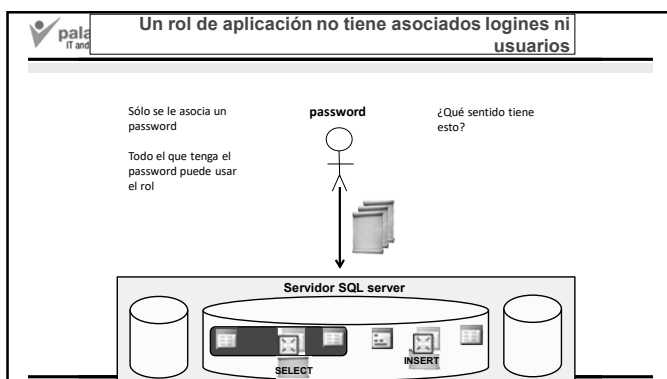 pala
IT and
Un rol de aplicación no tiene asociados logines ni
usuarios
Sólo se le asocia un
password
Todo el que tenga el
password puede usar
el rol
password
¿Qué sentido tiene
esto?
Servidor SQL server
SELECT
INSERT